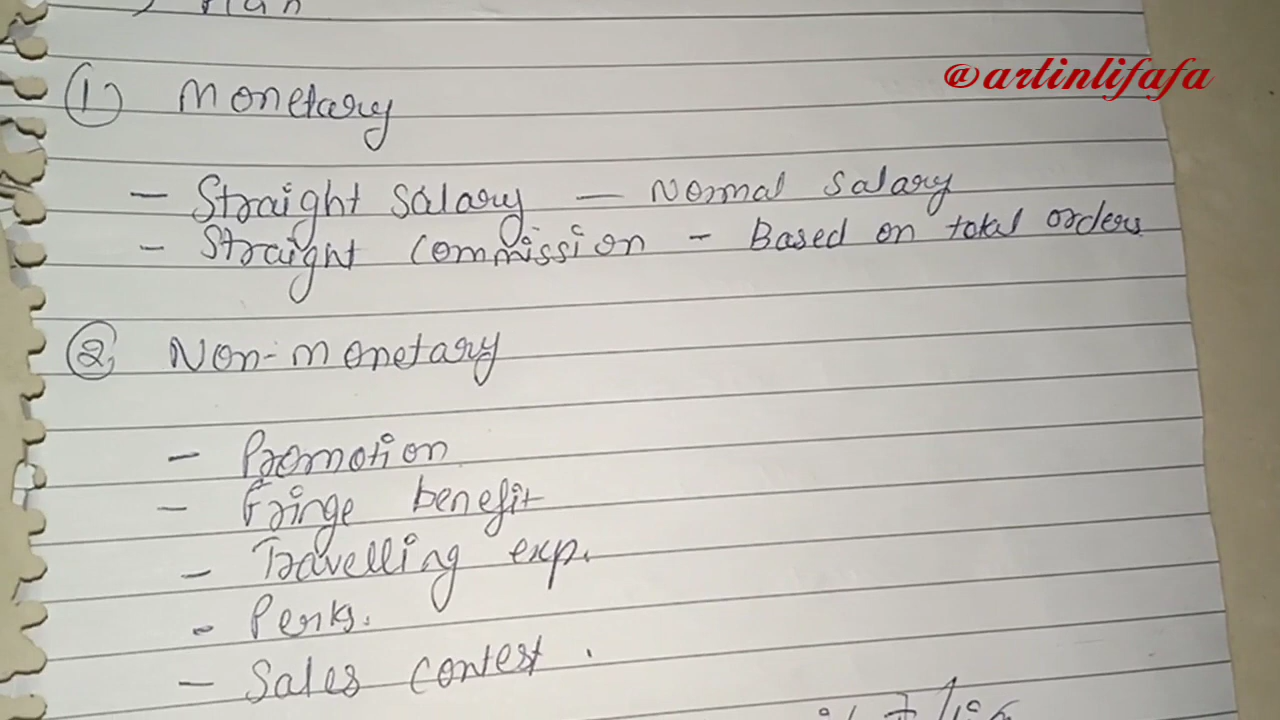 Plan
@artinlifafa
① Monetary
– Straight salary – Normal salary
– Straight commission – Based on total orders
② Non-monetary
– Promotion
– Fringe benefit
– Travelling exp.
– Perks.
– Sales contest.